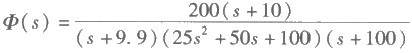 Φ(s) = 200(s+10) / (s+9.9)(25s²+50s+100)(s+100)